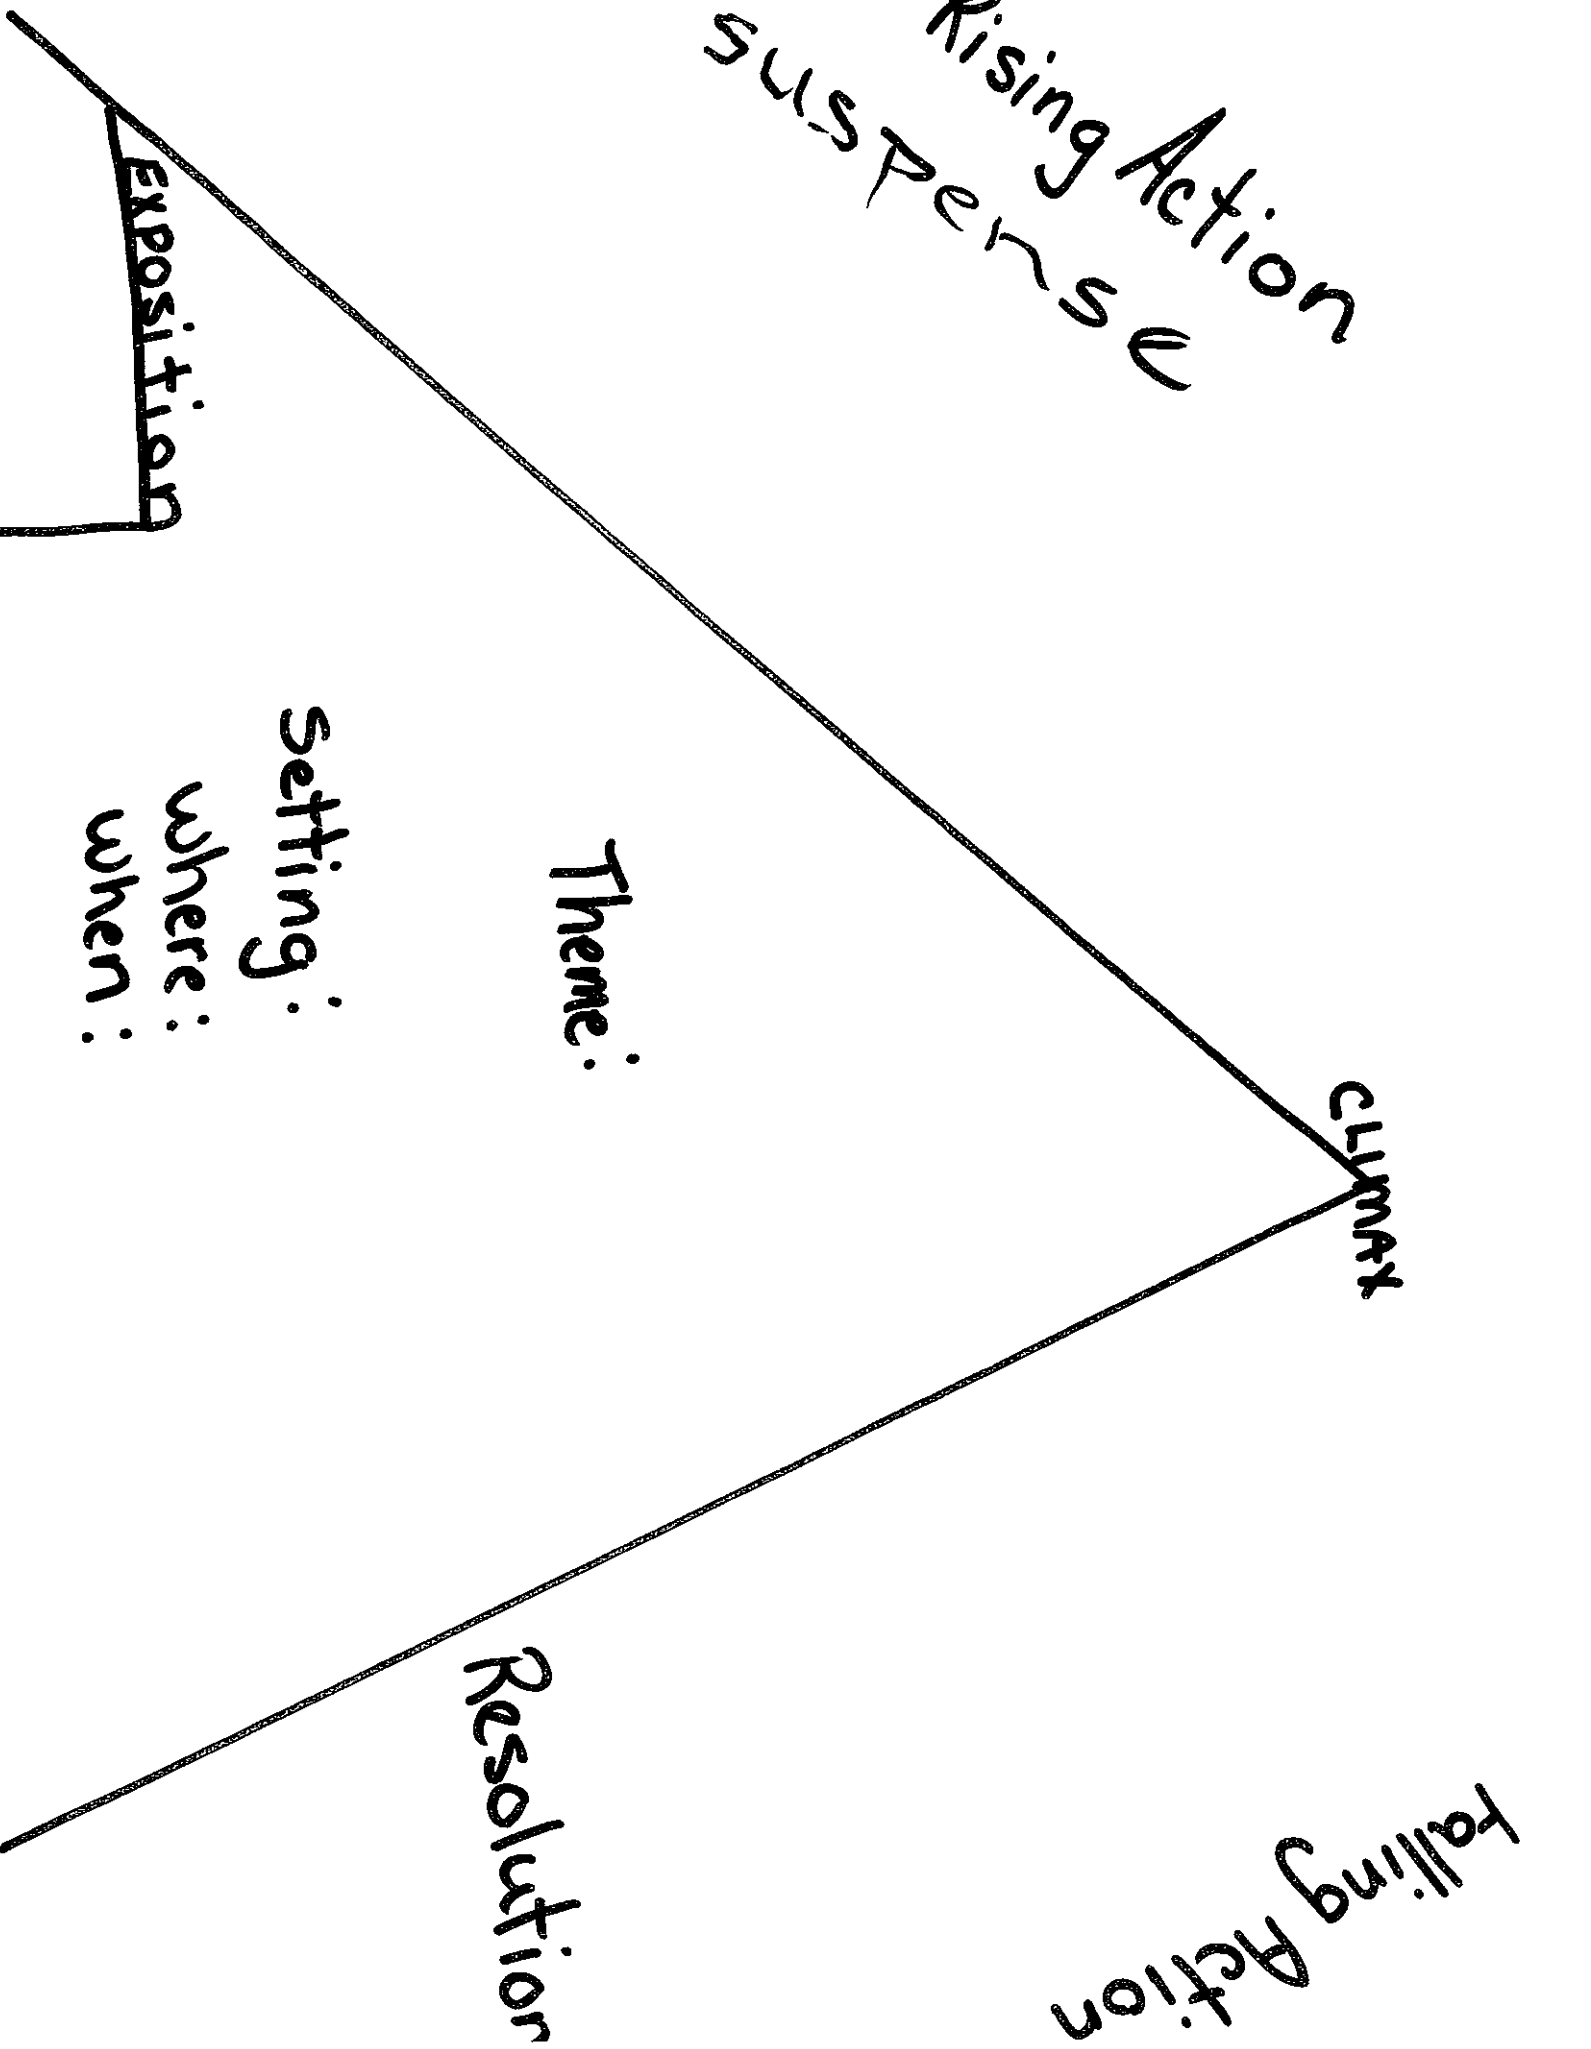 Rising Action
suspense
CLIMAX
Falling Action
Exposition
Theme:
Setting:
where:
when:
Resolution